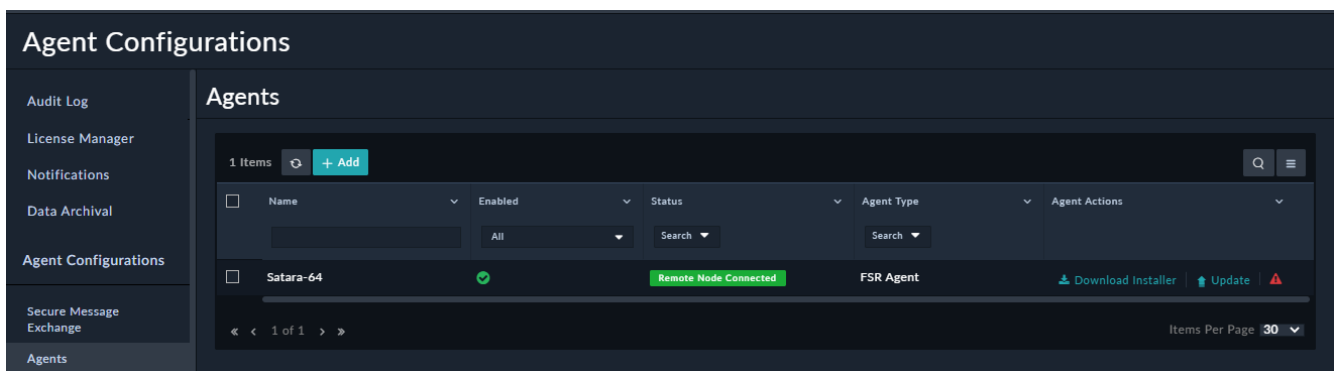 Agent Configurations
Audit Log
License Manager
Notifications
Data Archival
Agent Configurations
Secure Message
Exchange
Agents
Agents
1 Items + Add
Name Enabled Status Agent Type Agent Actions
All Search Search
Satara-64 Remote Node Connected FSR Agent Download Installer Update
« < 1 of 1 > » Items Per Page 30